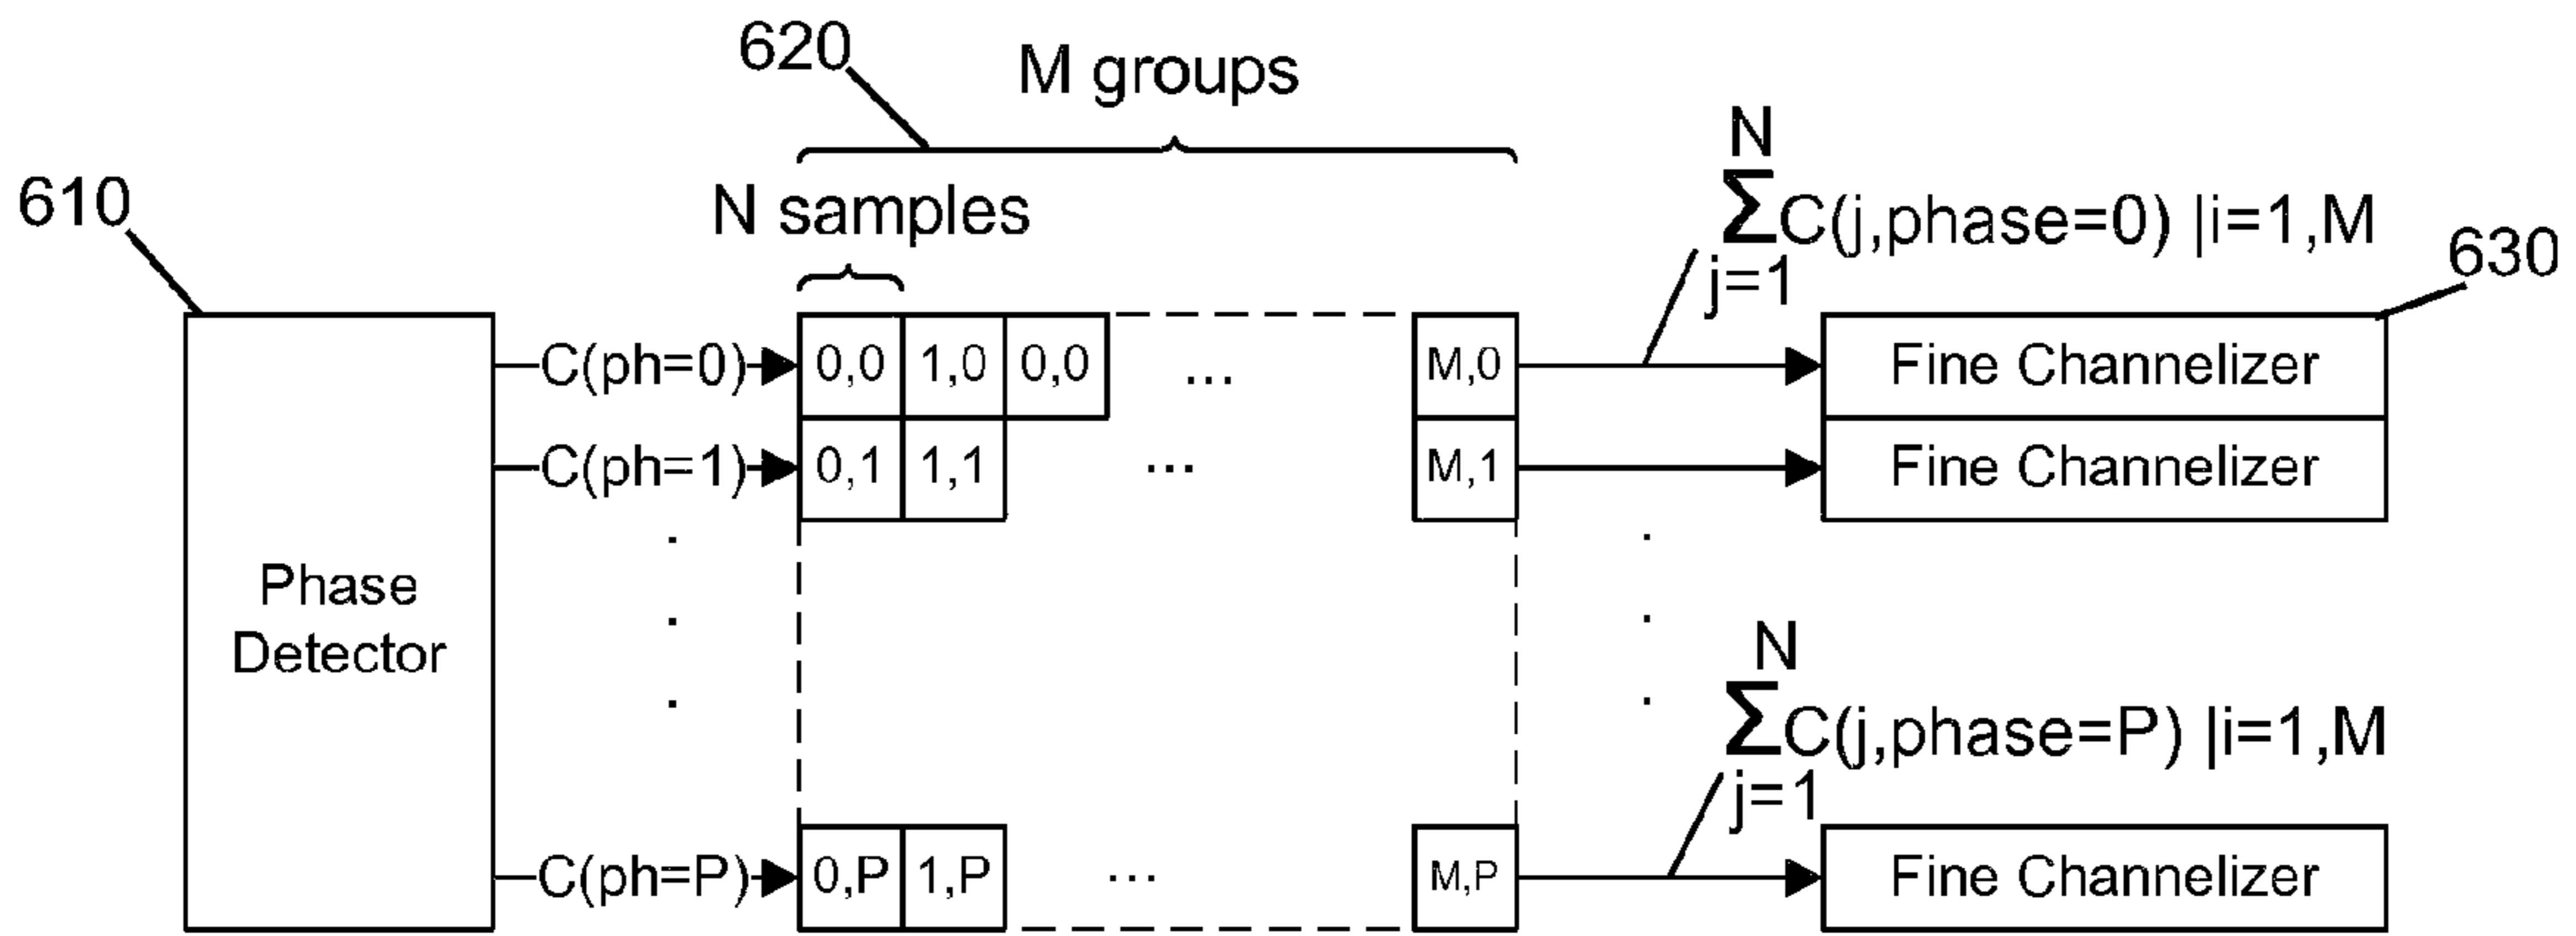 620
M groups
610
N samples
N
ΣC(j,phase=0) |i=1,M
j=1
630
C(ph=0) 0,0 1,0 0,0 ... M,0 Fine Channelizer
C(ph=1) 0,1 1,1 ... M,1 Fine Channelizer
Phase
Detector
N
ΣC(j,phase=P) |i=1,M
j=1
C(ph=P) 0,P 1,P ... M,P Fine Channelizer